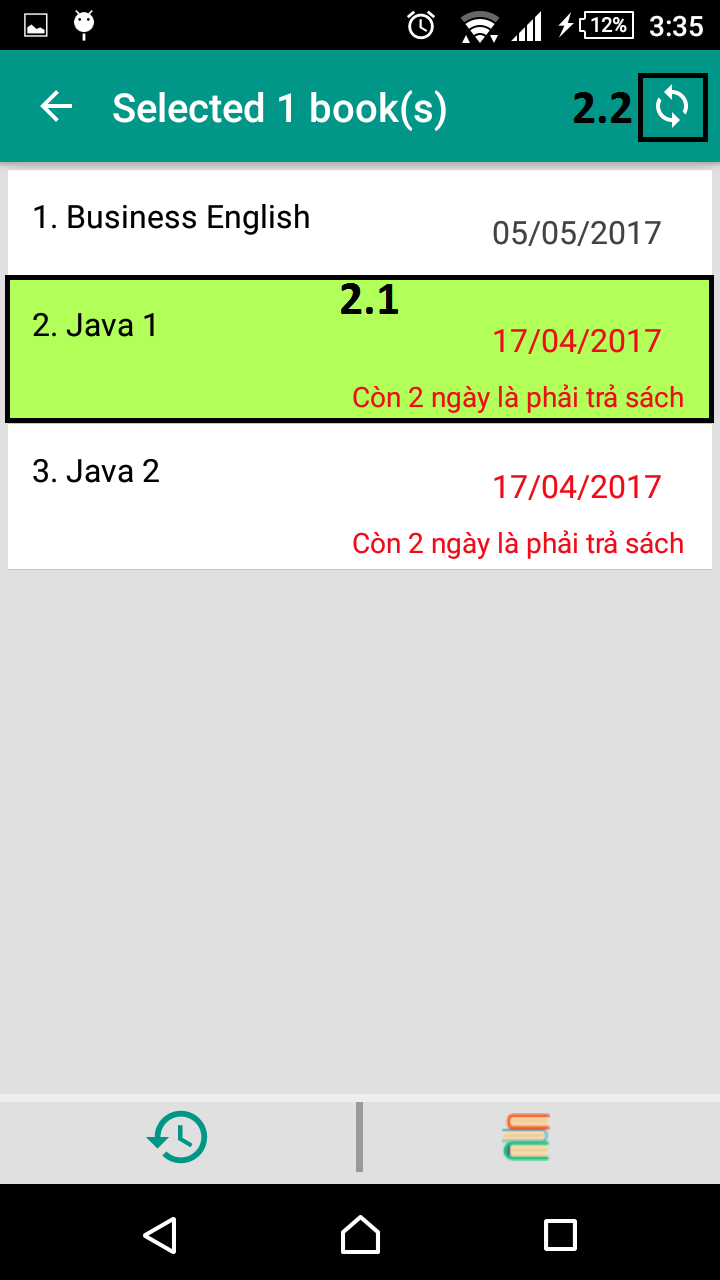 12% 3:35
Selected 1 book(s) 2.2
1. Business English
05/05/2017
2.1
2. Java 1
17/04/2017
Còn 2 ngày là phải trả sách
3. Java 2
17/04/2017
Còn 2 ngày là phải trả sách